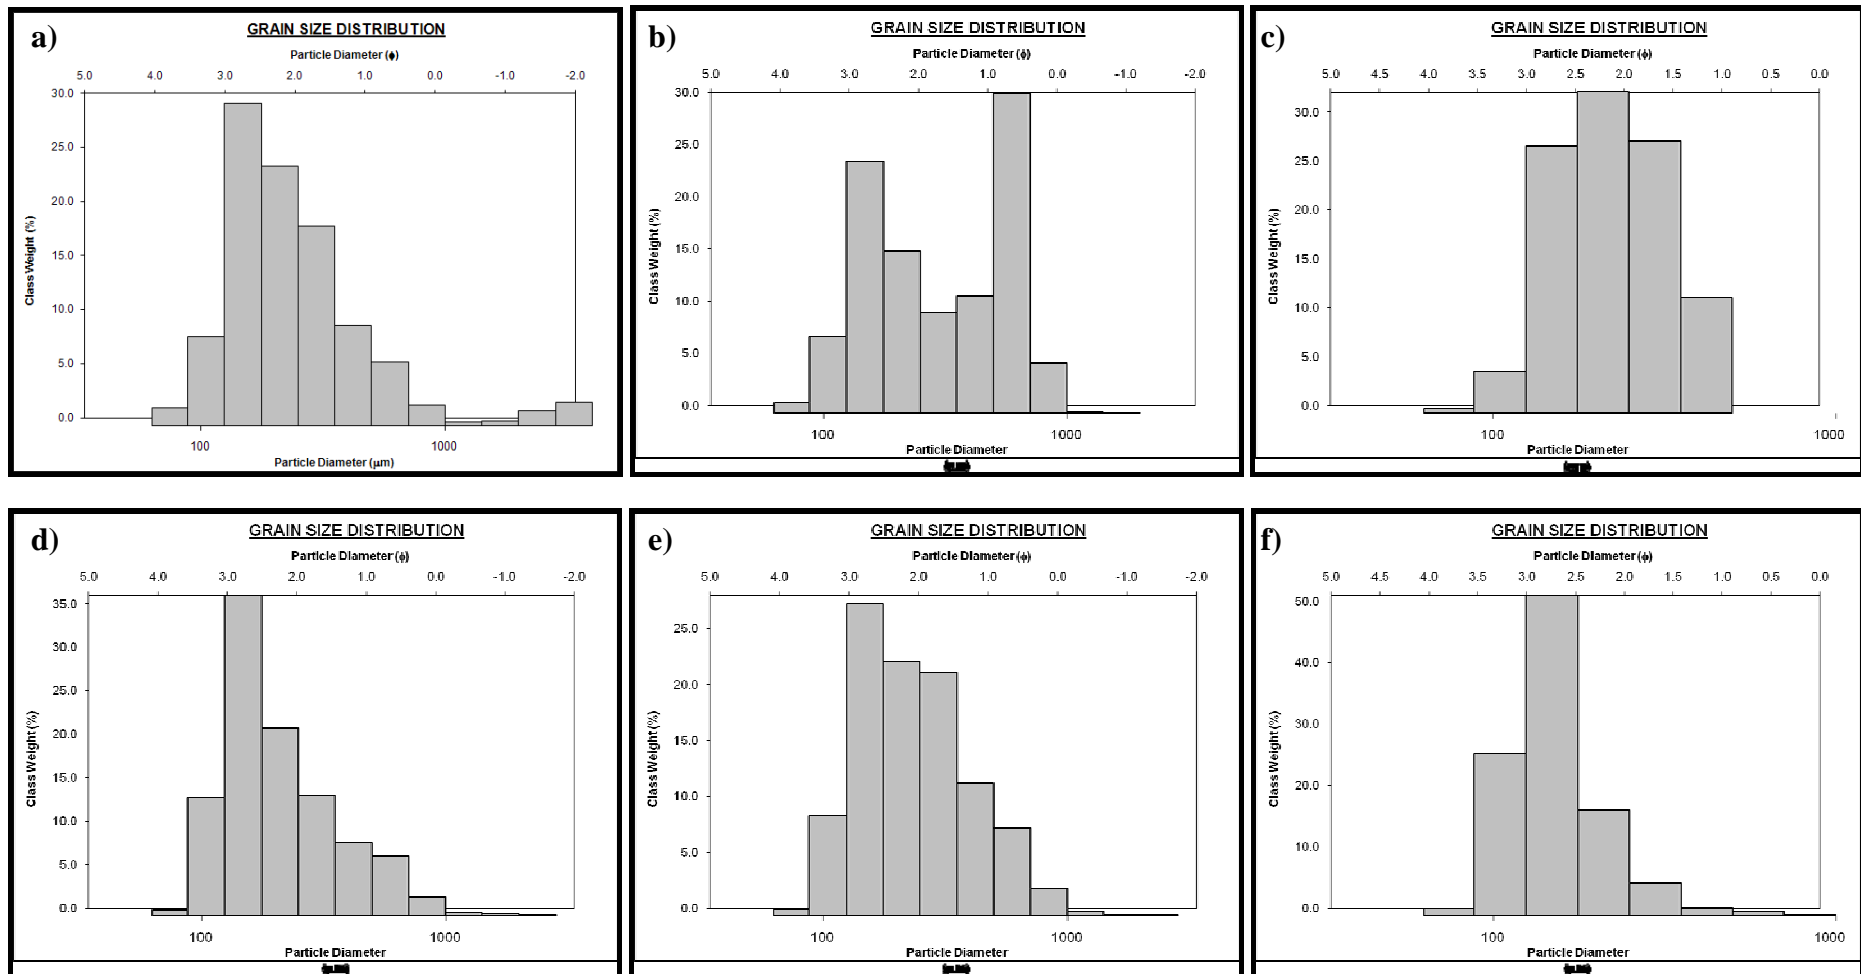 a)
GRAIN SIZE DISTRIBUTION
Particle Diameter (ϕ)
5.0 4.0 3.0 2.0 1.0 0.0 -1.0 -2.0
30.0
25.0
20.0
15.0
10.0
5.0
0.0
Class Weight (%)
100 1000
Particle Diameter (μm)
b)
GRAIN SIZE DISTRIBUTION
Particle Diameter (ϕ)
5.0 4.0 3.0 2.0 1.0 0.0 -1.0 -2.0
30.0
25.0
20.0
15.0
10.0
5.0
0.0
Class Weight (%)
100 1000
Particle Diameter
c)
GRAIN SIZE DISTRIBUTION
Particle Diameter (ϕ)
5.0 4.5 4.0 3.5 3.0 2.5 2.0 1.5 1.0 0.5 0.0
30.0
25.0
20.0
15.0
10.0
5.0
0.0
Class Weight (%)
100 1000
Particle Diameter
d)
GRAIN SIZE DISTRIBUTION
Particle Diameter (ϕ)
5.0 4.0 3.0 2.0 1.0 0.0 -1.0 -2.0
35.0
30.0
25.0
20.0
15.0
10.0
5.0
0.0
Class Weight (%)
100 1000
Particle Diameter
e)
GRAIN SIZE DISTRIBUTION
Particle Diameter (ϕ)
5.0 4.0 3.0 2.0 1.0 0.0 -1.0 -2.0
25.0
20.0
15.0
10.0
5.0
0.0
Class Weight (%)
100 1000
Particle Diameter
f)
GRAIN SIZE DISTRIBUTION
Particle Diameter (ϕ)
5.0 4.5 4.0 3.5 3.0 2.5 2.0 1.5 1.0 0.5 0.0
50.0
40.0
30.0
20.0
10.0
0.0
Class Weight (%)
100 1000
Particle Diameter